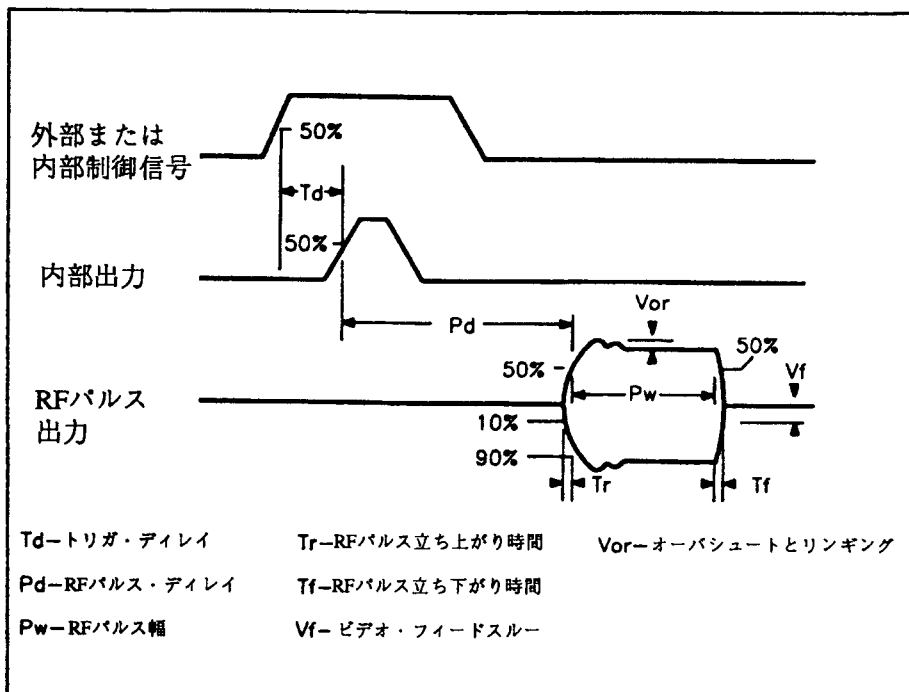 外部または
内部制御信号
50%
Td
50%
内部出力
Pd
Vor
50%
50%
Vf
RFパルス
出力
Pw
10%
90%
Tr
Tf
Td－トリガ・ディレイ
Tr－RFパルス立ち上がり時間
Vor－オーバシュートとリンギング
Pd－RFパルス・ディレイ
Tf－RFパルス立ち下がり時間
Pw－RFパルス幅
Vf－ビデオ・フィードスルー